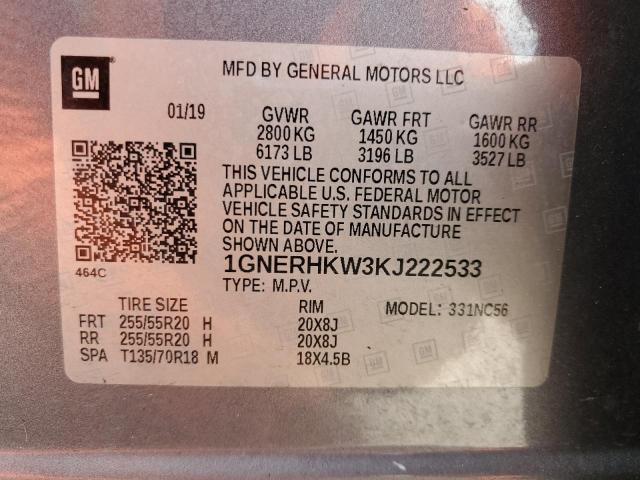 GM
MFD BY GENERAL MOTORS LLC
01/19 GVWR GAWR FRT GAWR RR
2800 KG 1450 KG 1600 KG
6173 LB 3196 LB 3527 LB
THIS VEHICLE CONFORMS TO ALL
APPLICABLE U.S. FEDERAL MOTOR
VEHICLE SAFETY STANDARDS IN EFFECT
ON THE DATE OF MANUFACTURE
SHOWN ABOVE.
464C
1GNERHKW3KJ222533
TYPE: M.P.V. MODEL: 331NC56
TIRE SIZE RIM
FRT 255/55R20 H 20X8J
RR 255/55R20 H 20X8J
SPA T135/70R18 M 18X4.5B